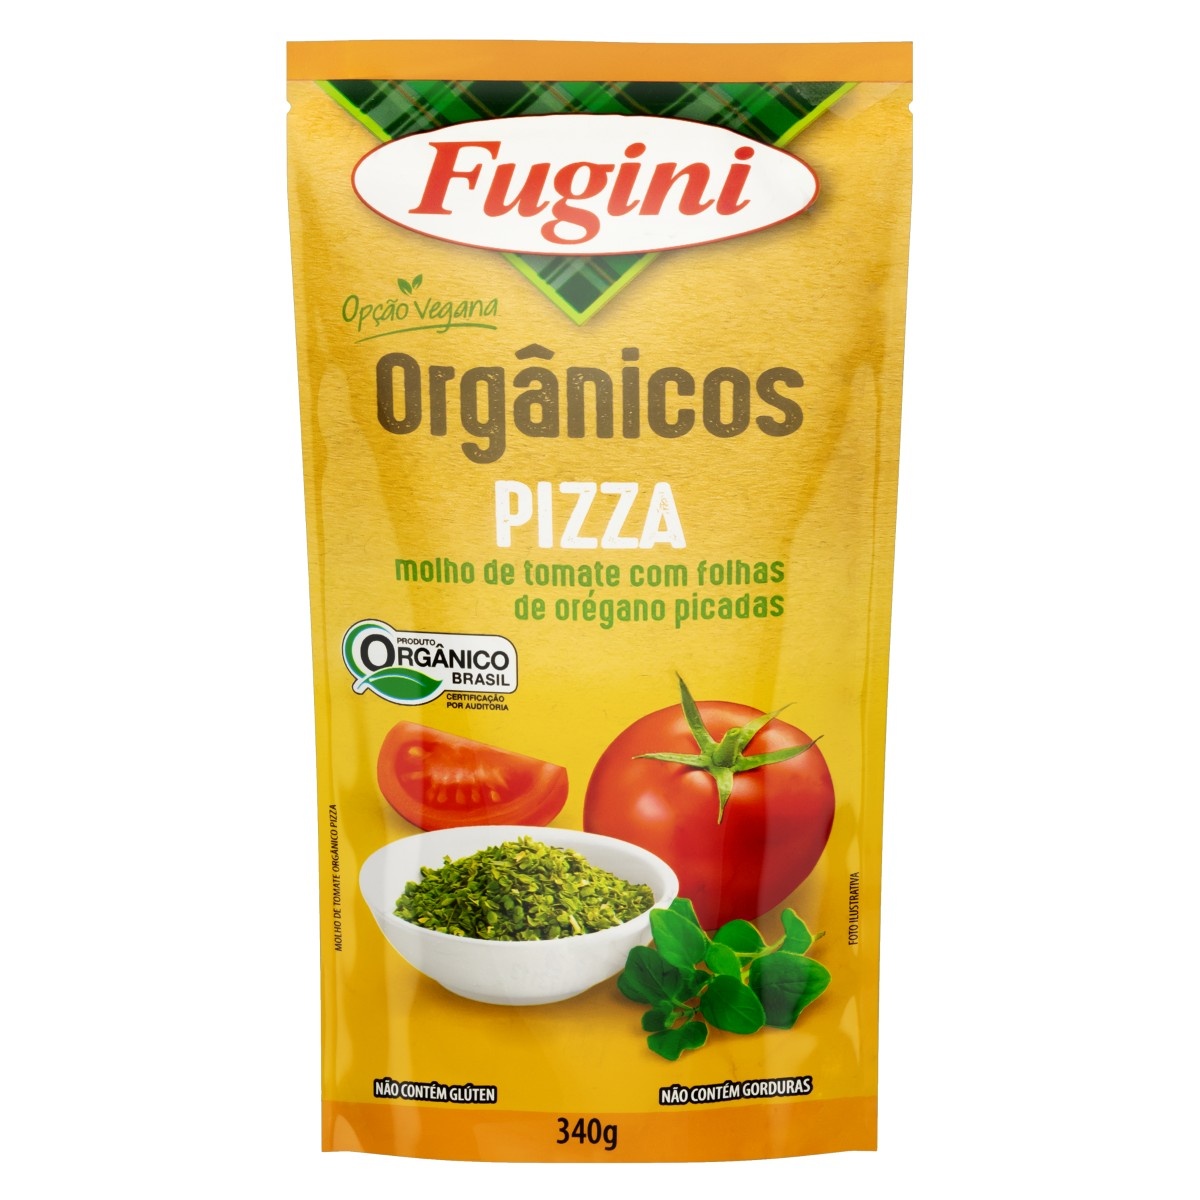 Fugini
Opção Vegana
Orgânicos
PIZZA
molho de tomate com folhas
de orégano picadas
PRODUTO
ORGÂNICO
BRASIL
CERTIFICAÇÃO
POR AUDITORIA
MOLHO DE TOMATE ORGÂNICO PIZZA
FOTO ILUSTRATIVA
NÃO CONTÉM GLÚTEN
NÃO CONTÉM GORDURAS
340g